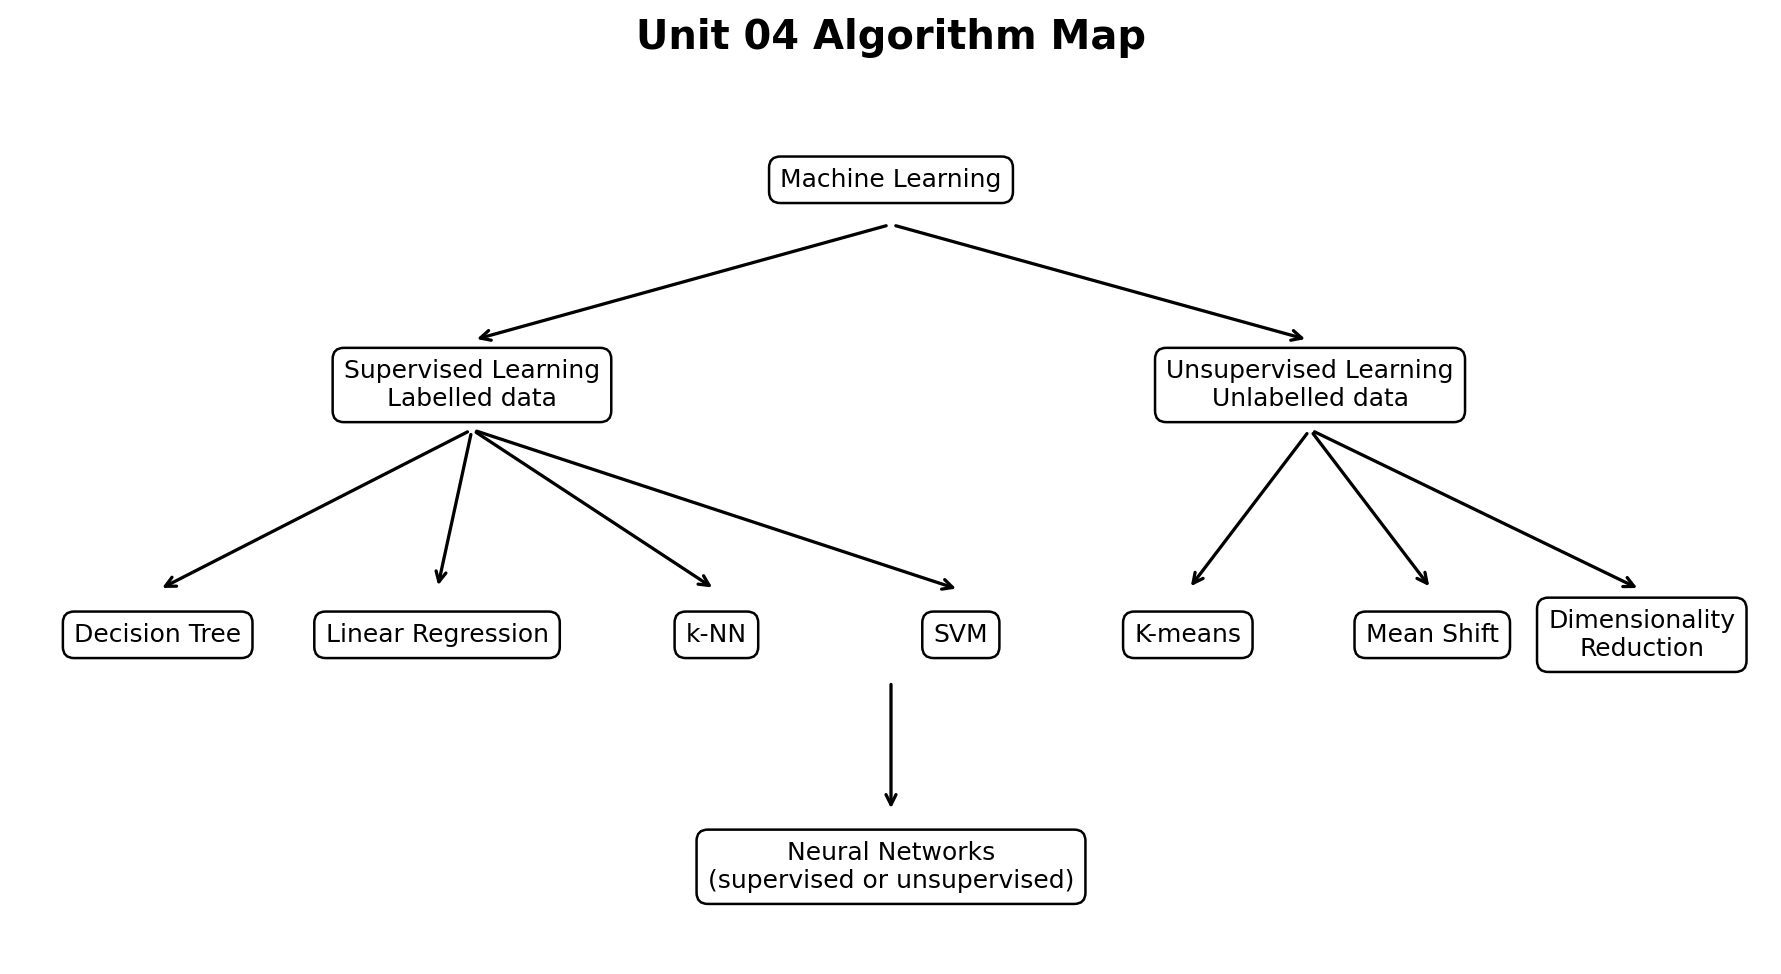 Unit 04 Algorithm Map
Machine Learning
Supervised Learning
Labelled data
Unsupervised Learning
Unlabelled data
Decision Tree
Linear Regression
k-NN
SVM
K-means
Mean Shift
Dimensionality
Reduction
Neural Networks
(supervised or unsupervised)